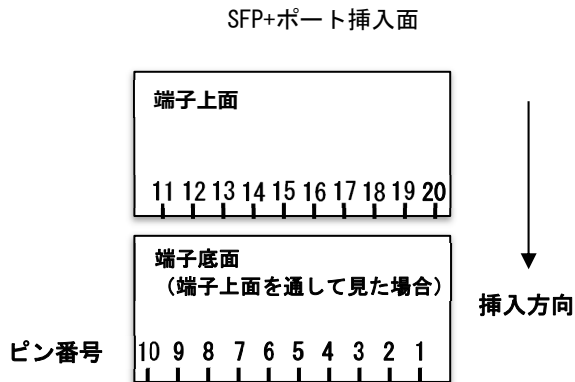 SFP+ポート挿入面
端子上面
11 12 13 14 15 16 17 18 19 20
端子底面
（端子上面を通して見た場合）
挿入方向
ピン番号 10 9 8 7 6 5 4 3 2 1